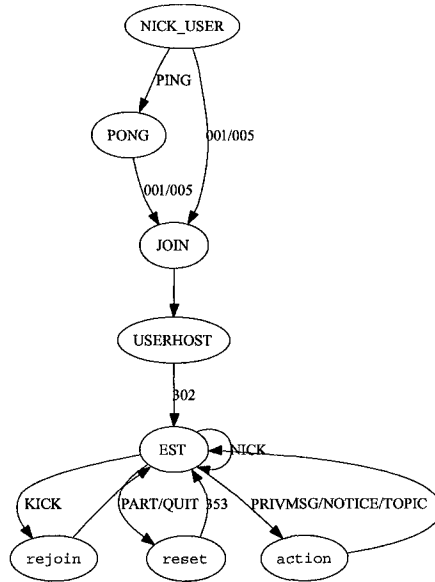 NICK_USER
PING
PONG
001/005
001/005
JOIN
USERHOST
302
EST
NICK
KICK
PART/QUIT
353
PRIVMSG/NOTICE/TOPIC
rejoin
reset
action